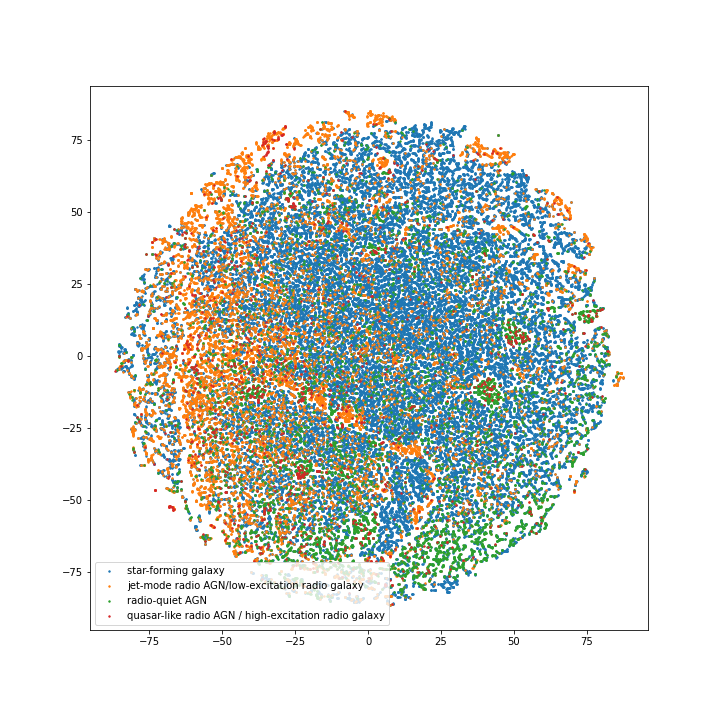 75
50
25
0
−25
−50
−75
star-forming galaxy
jet-mode radio AGN/low-excitation radio galaxy
radio-quiet AGN
quasar-like radio AGN / high-excitation radio galaxy
−75 −50 −25 0 25 50 75